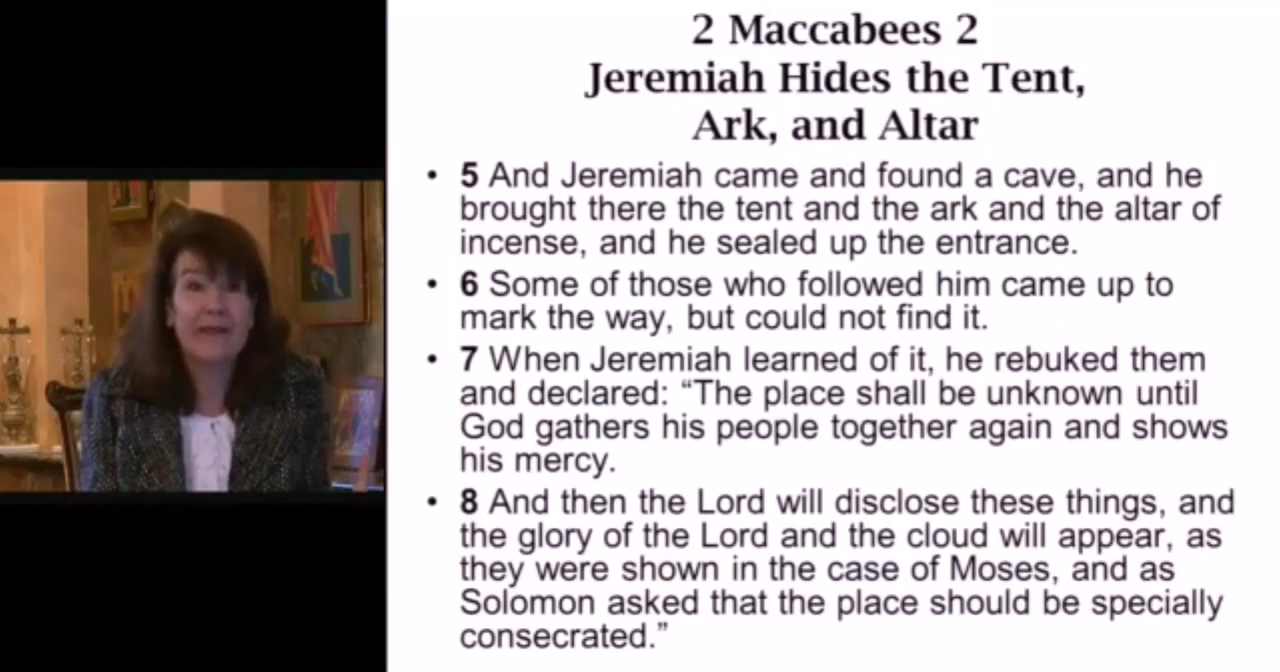 2 Maccabees 2
Jeremiah Hides the Tent,
Ark, and Altar
• 5 And Jeremiah came and found a cave, and he
brought there the tent and the ark and the altar of
incense, and he sealed up the entrance.
• 6 Some of those who followed him came up to
mark the way, but could not find it.
• 7 When Jeremiah learned of it, he rebuked them
and declared: “The place shall be unknown until
God gathers his people together again and shows
his mercy.
• 8 And then the Lord will disclose these things, and
the glory of the Lord and the cloud will appear, as
they were shown in the case of Moses, and as
Solomon asked that the place should be specially
consecrated.”